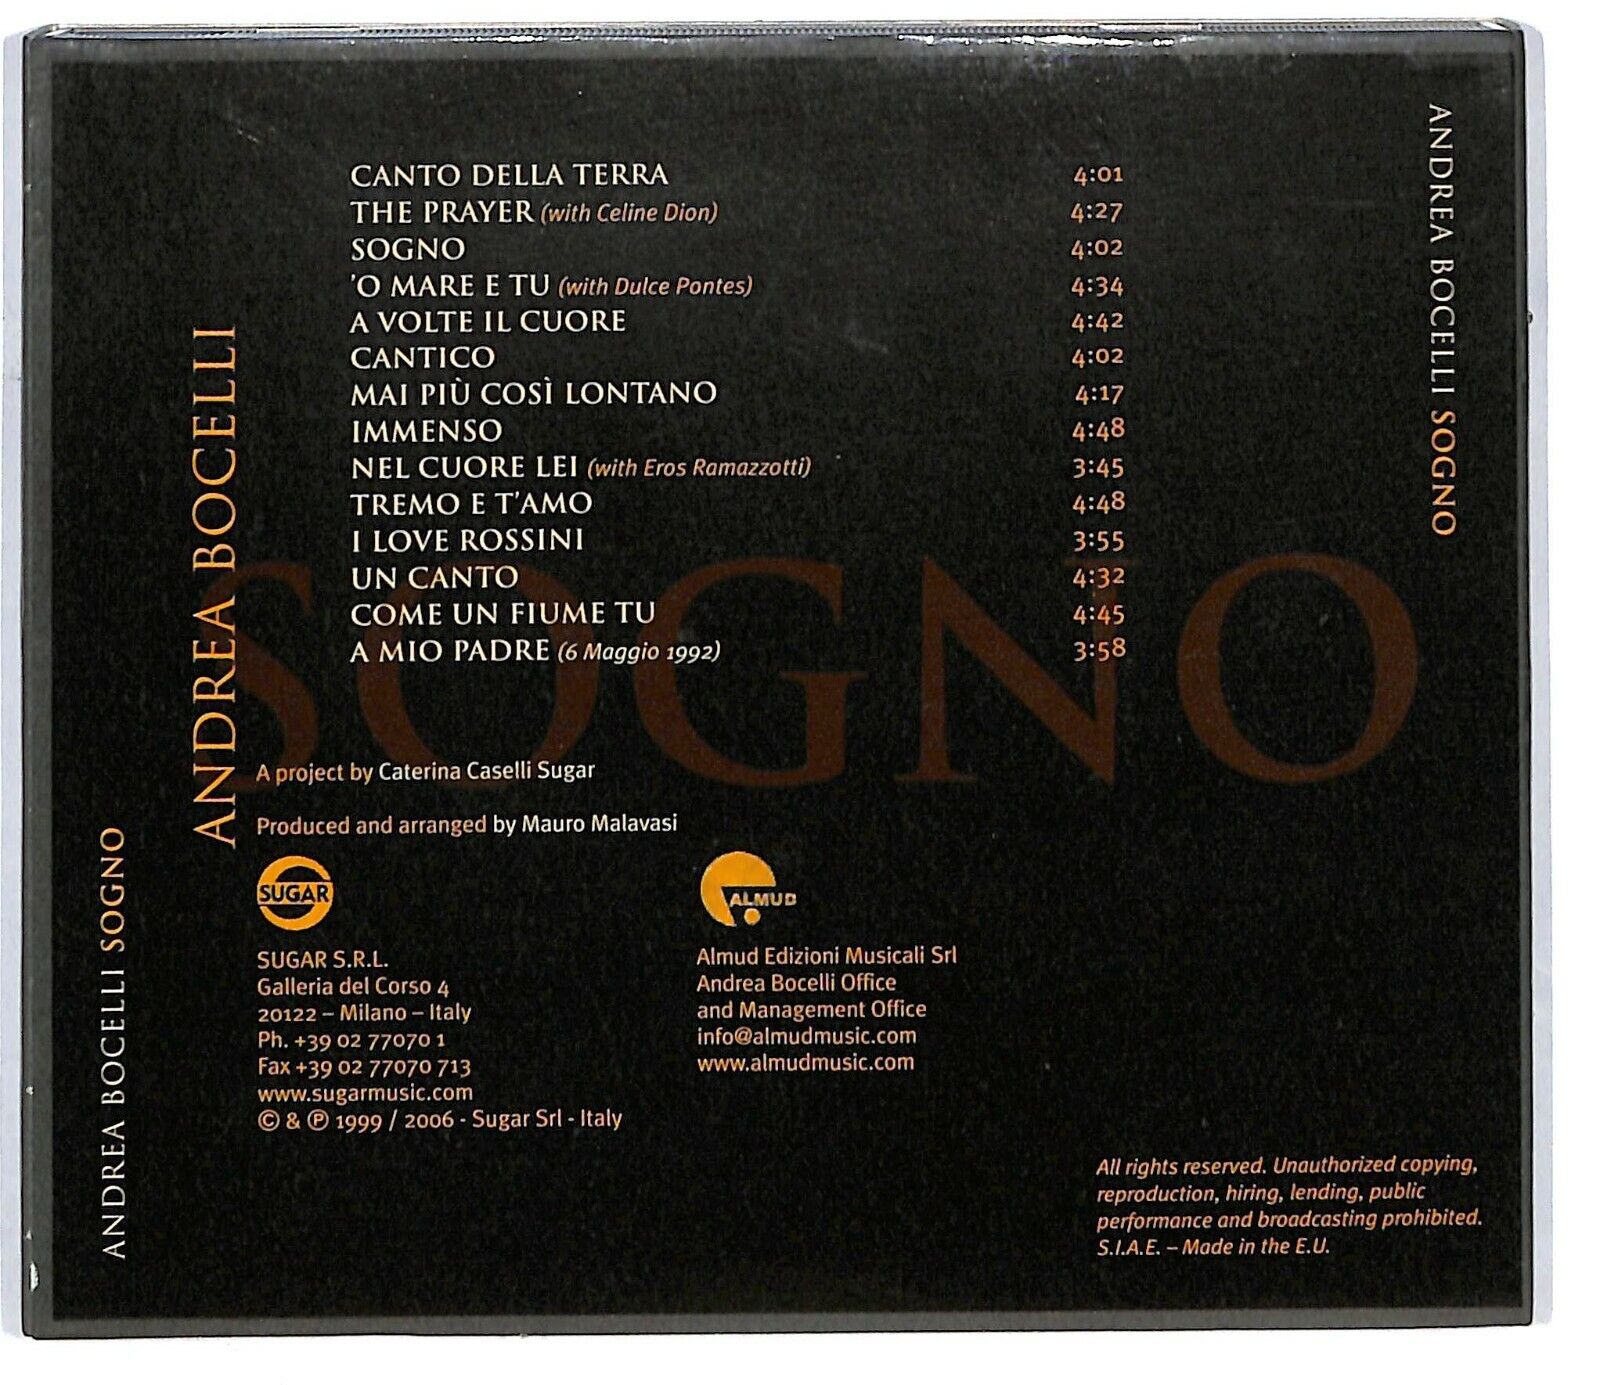 CANTO DELLA TERRA 4:01
THE PRAYER (with Celine Dion) 4:27
SOGNO 4:02
'O MARE E TU (with Dulce Pontes) 4:34
A VOLTE IL CUORE 4:42
CANTICO 4:02
MAI PIÙ COSÌ LONTANO 4:17
IMMENSO 4:48
NEL CUORE LEI (with Eros Ramazzotti) 3:45
TREMO E T'AMO 4:48
I LOVE ROSSINI 3:55
UN CANTO 4:32
COME UN FIUME TU 4:45
A MIO PADRE (6 Maggio 1992) 3:58
SOGNO
ANDREA BOCELLI
A project by Caterina Caselli Sugar
Produced and arranged by Mauro Malavasi
SUGAR
SUGAR S.R.L.
Galleria del Corso 4
20122 – Milano – Italy
Ph. +39 02 77070 1
Fax +39 02 77070 713
www.sugarmusic.com
© & ℗ 1999 / 2006 - Sugar Srl - Italy
ALMUD
Almud Edizioni Musicali Srl
Andrea Bocelli Office
and Management Office
info@almudmusic.com
www.almudmusic.com
All rights reserved. Unauthorized copying,
reproduction, hiring, lending, public
performance and broadcasting prohibited.
S.I.A.E. – Made in the E.U.
ANDREA BOCELLI SOGNO
ANDREA BOCELLI SOGNO